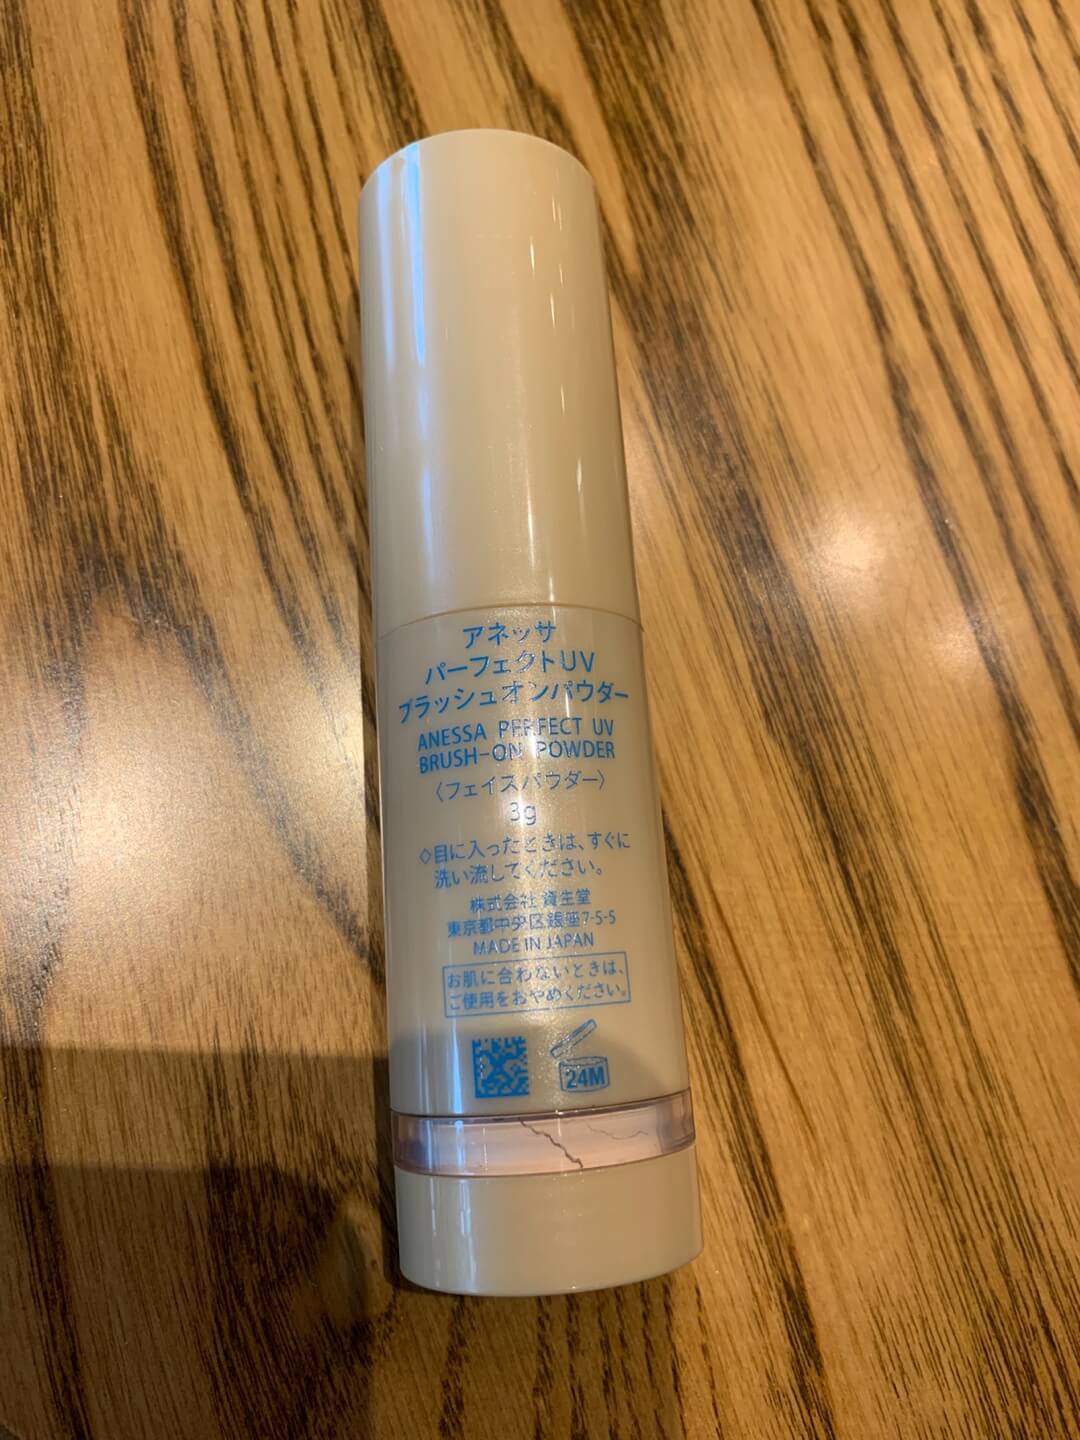 アネッサ
パーフェクトUV
ブラッシュオンパウダー
ANESSA PERFECT UV
BRUSH-ON POWDER
〈フェイスパウダー〉
3g
◇目に入ったときは、すぐに
洗い流してください。
株式会社 資生堂
東京都中央区銀座7-5-5
MADE IN JAPAN
お肌に合わないときは、
ご使用をおやめください。
24M